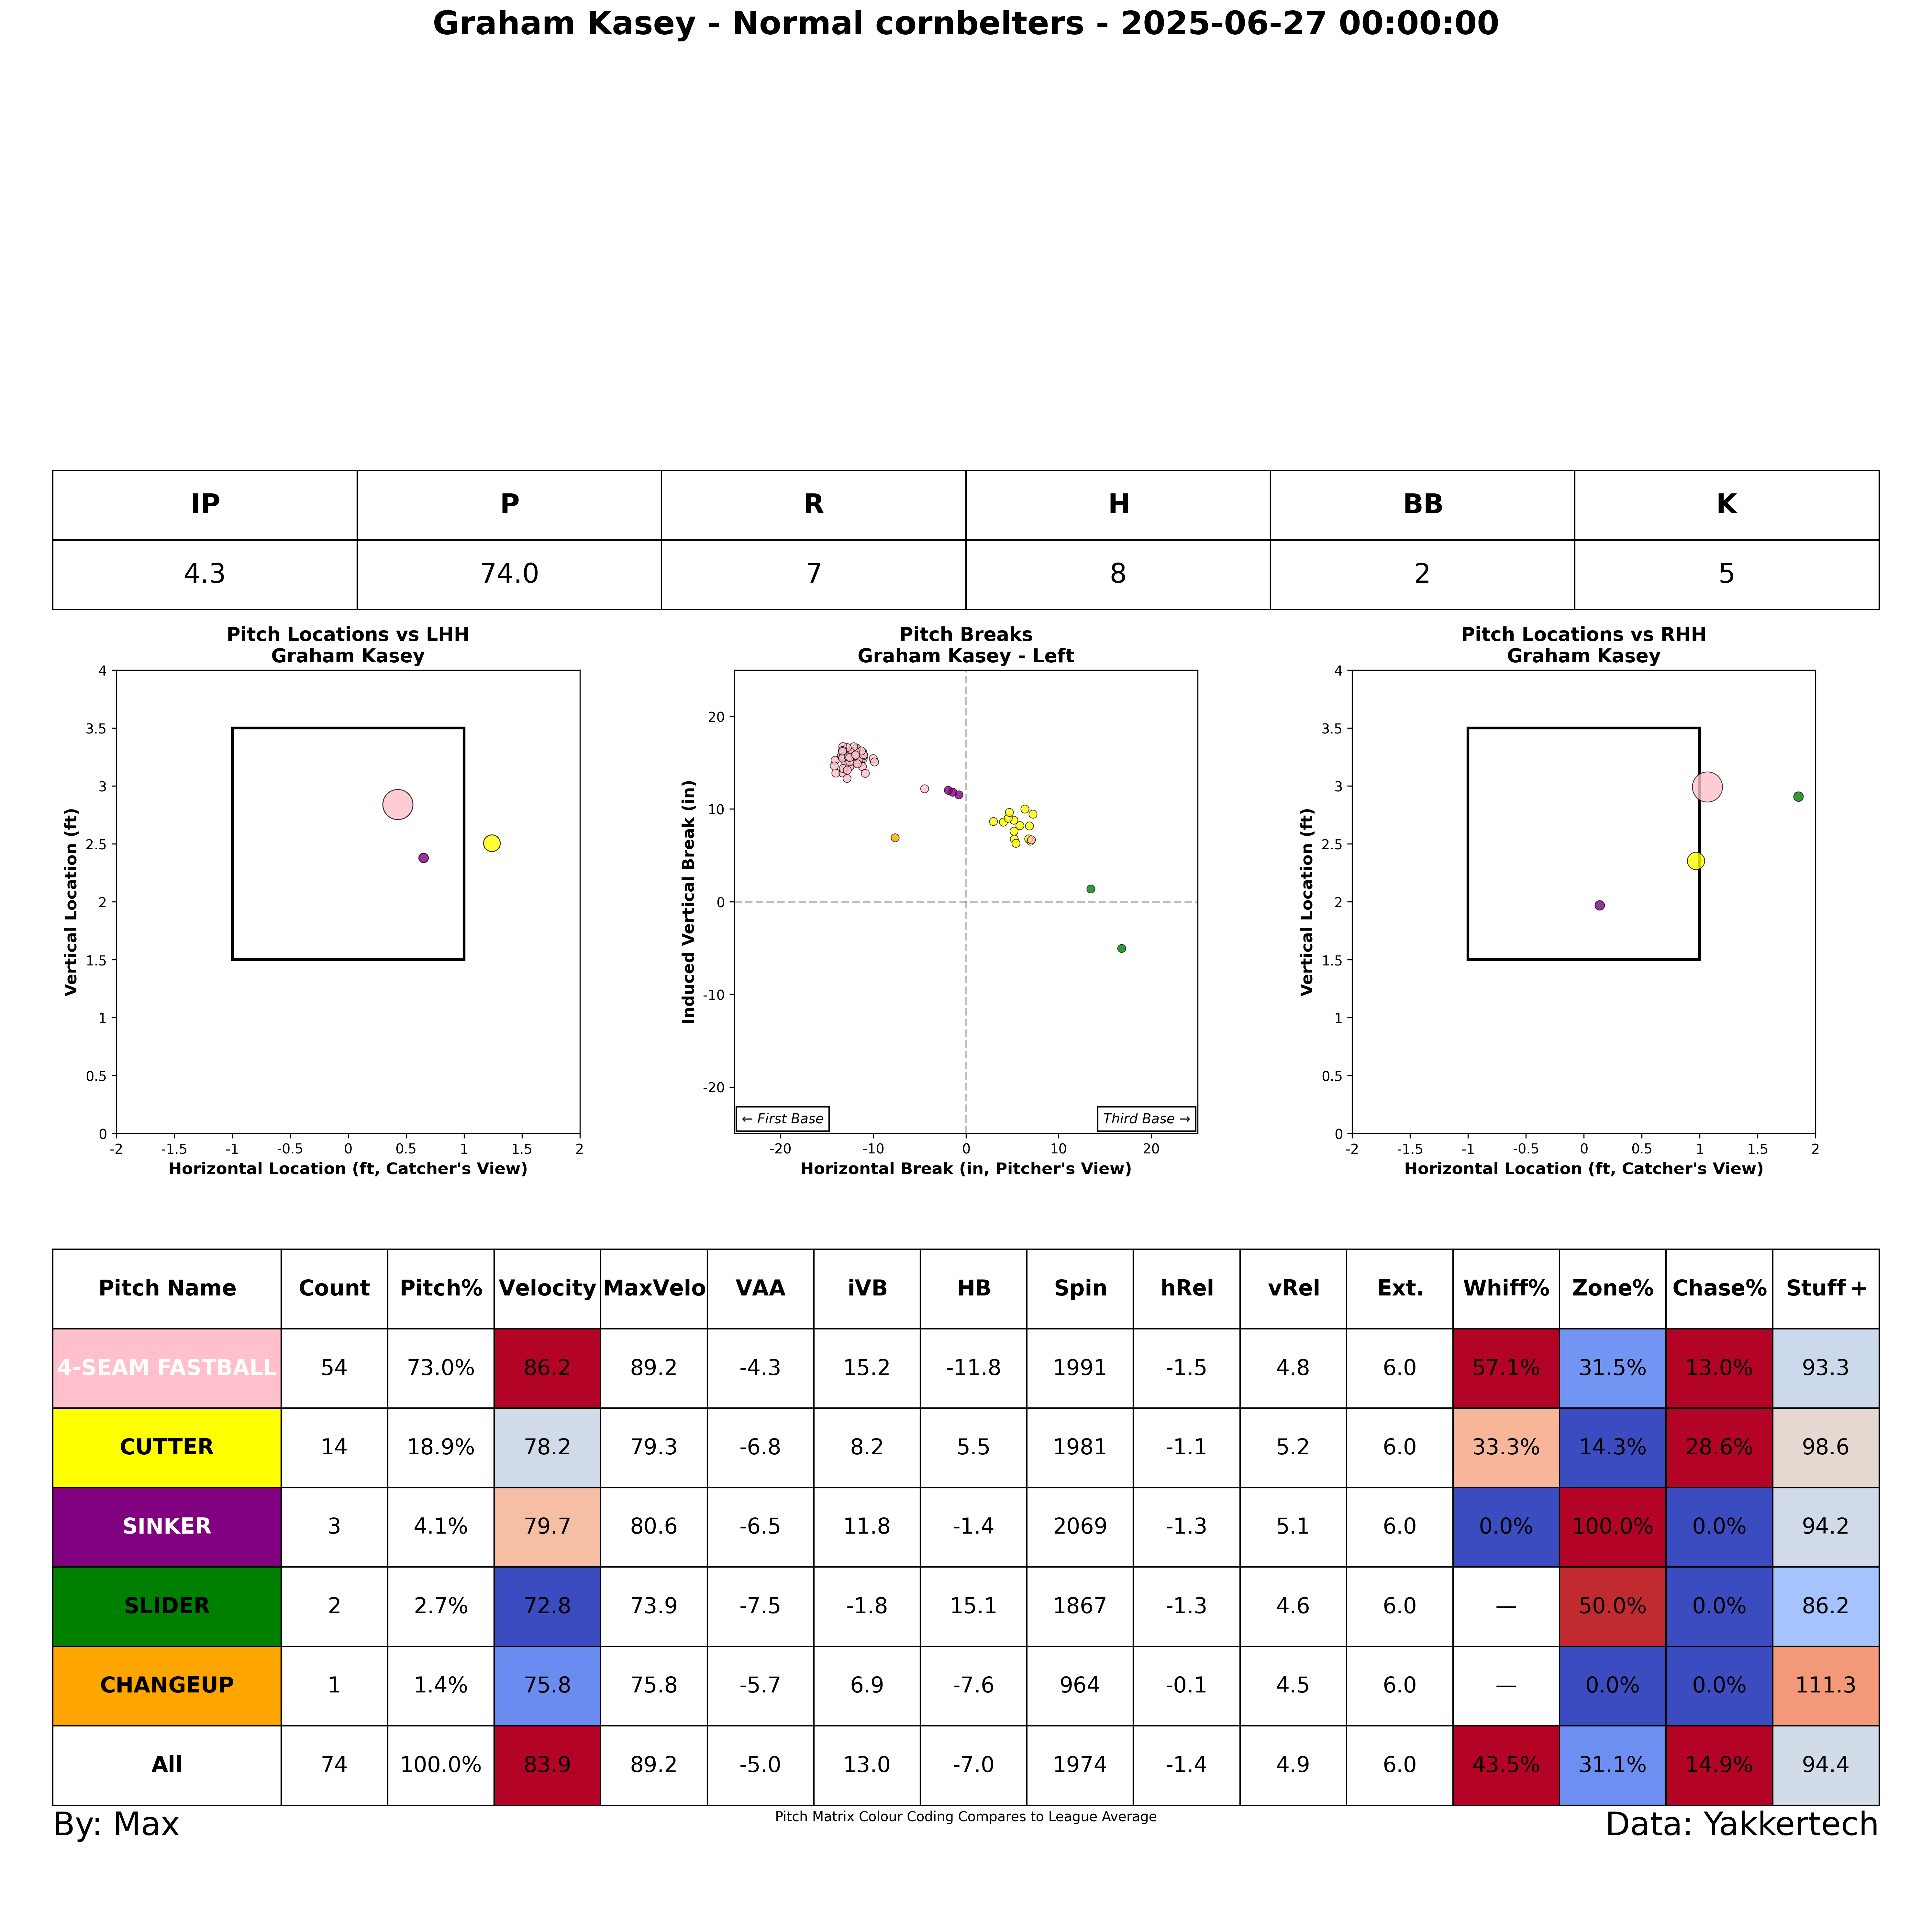 Graham Kasey - Normal cornbelters - 2025-06-27 00:00:00
IP P R H BB K
4.3 74.0 7 8 2 5
Pitch Locations vs LHH
Graham Kasey
4
3.5
3
2.5
2
1.5
1
0.5
0
-2 -1.5 -1 -0.5 0 0.5 1 1.5 2
Vertical Location (ft)
Horizontal Location (ft, Catcher's View)
Pitch Breaks
Graham Kasey - Left
20
10
0
-10
-20
← First Base Third Base →
-20 -10 0 10 20
Induced Vertical Break (in)
Horizontal Break (in, Pitcher's View)
Pitch Locations vs RHH
Graham Kasey
4
3.5
3
2.5
2
1.5
1
0.5
0
-2 -1.5 -1 -0.5 0 0.5 1 1.5 2
Vertical Location (ft)
Horizontal Location (ft, Catcher's View)
Pitch Name Count Pitch% Velocity MaxVelo VAA iVB HB Spin hRel vRel Ext. Whiff% Zone% Chase% Stuff+
4-SEAM FASTBALL 54 73.0% 86.2 89.2 -4.3 15.2 -11.8 1991 -1.5 4.8 6.0 57.1% 31.5% 13.0% 93.3
CUTTER 14 18.9% 78.2 79.3 -6.8 8.2 5.5 1981 -1.1 5.2 6.0 33.3% 14.3% 28.6% 98.6
SINKER 3 4.1% 79.7 80.6 -6.5 11.8 -1.4 2069 -1.3 5.1 6.0 0.0% 100.0% 0.0% 94.2
SLIDER 2 2.7% 72.8 73.9 -7.5 -1.8 15.1 1867 -1.3 4.6 6.0 — 50.0% 0.0% 86.2
CHANGEUP 1 1.4% 75.8 75.8 -5.7 6.9 -7.6 964 -0.1 4.5 6.0 — 0.0% 0.0% 111.3
All 74 100.0% 83.9 89.2 -5.0 13.0 -7.0 1974 -1.4 4.9 6.0 43.5% 31.1% 14.9% 94.4
By: Max
Pitch Matrix Colour Coding Compares to League Average
Data: Yakkertech